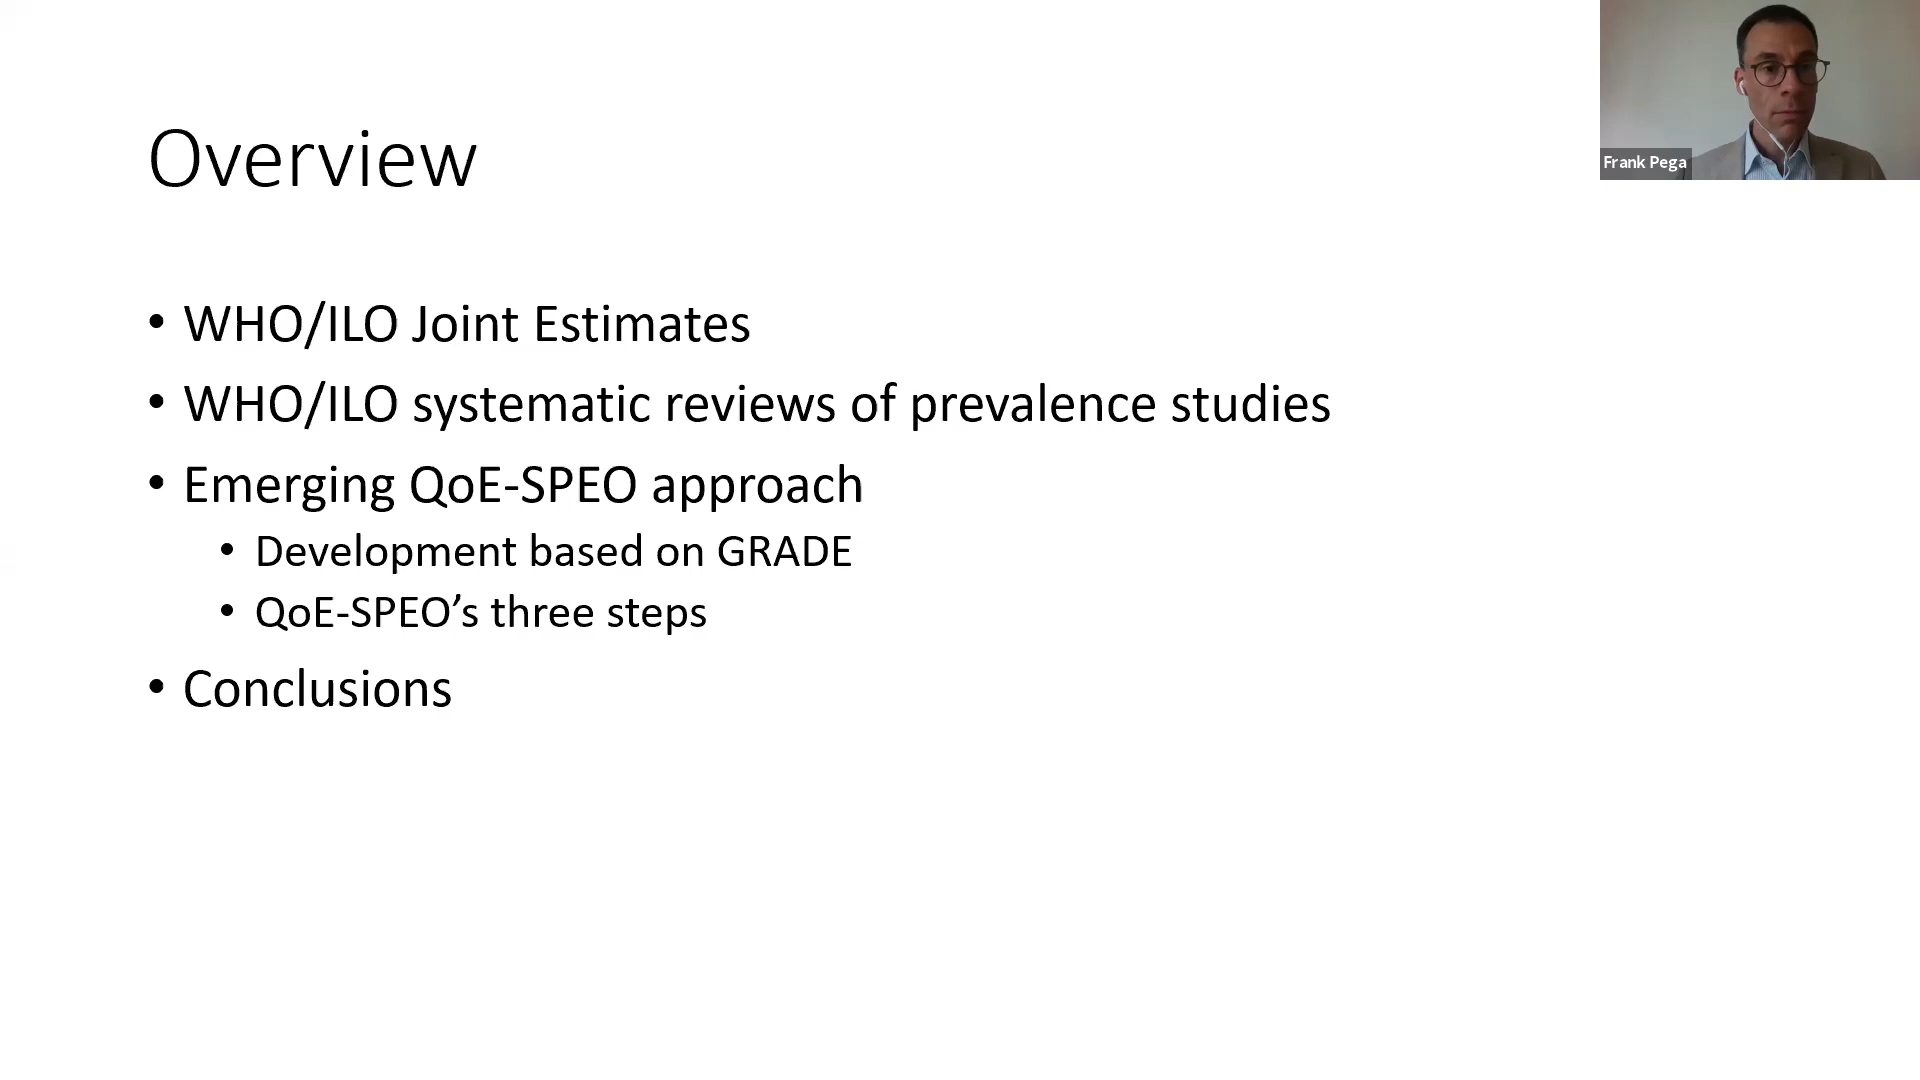 Overview
• WHO/ILO Joint Estimates
• WHO/ILO systematic reviews of prevalence studies
• Emerging QoE-SPEO approach
• Development based on GRADE
• QoE-SPEO’s three steps
• Conclusions
Frank Pega